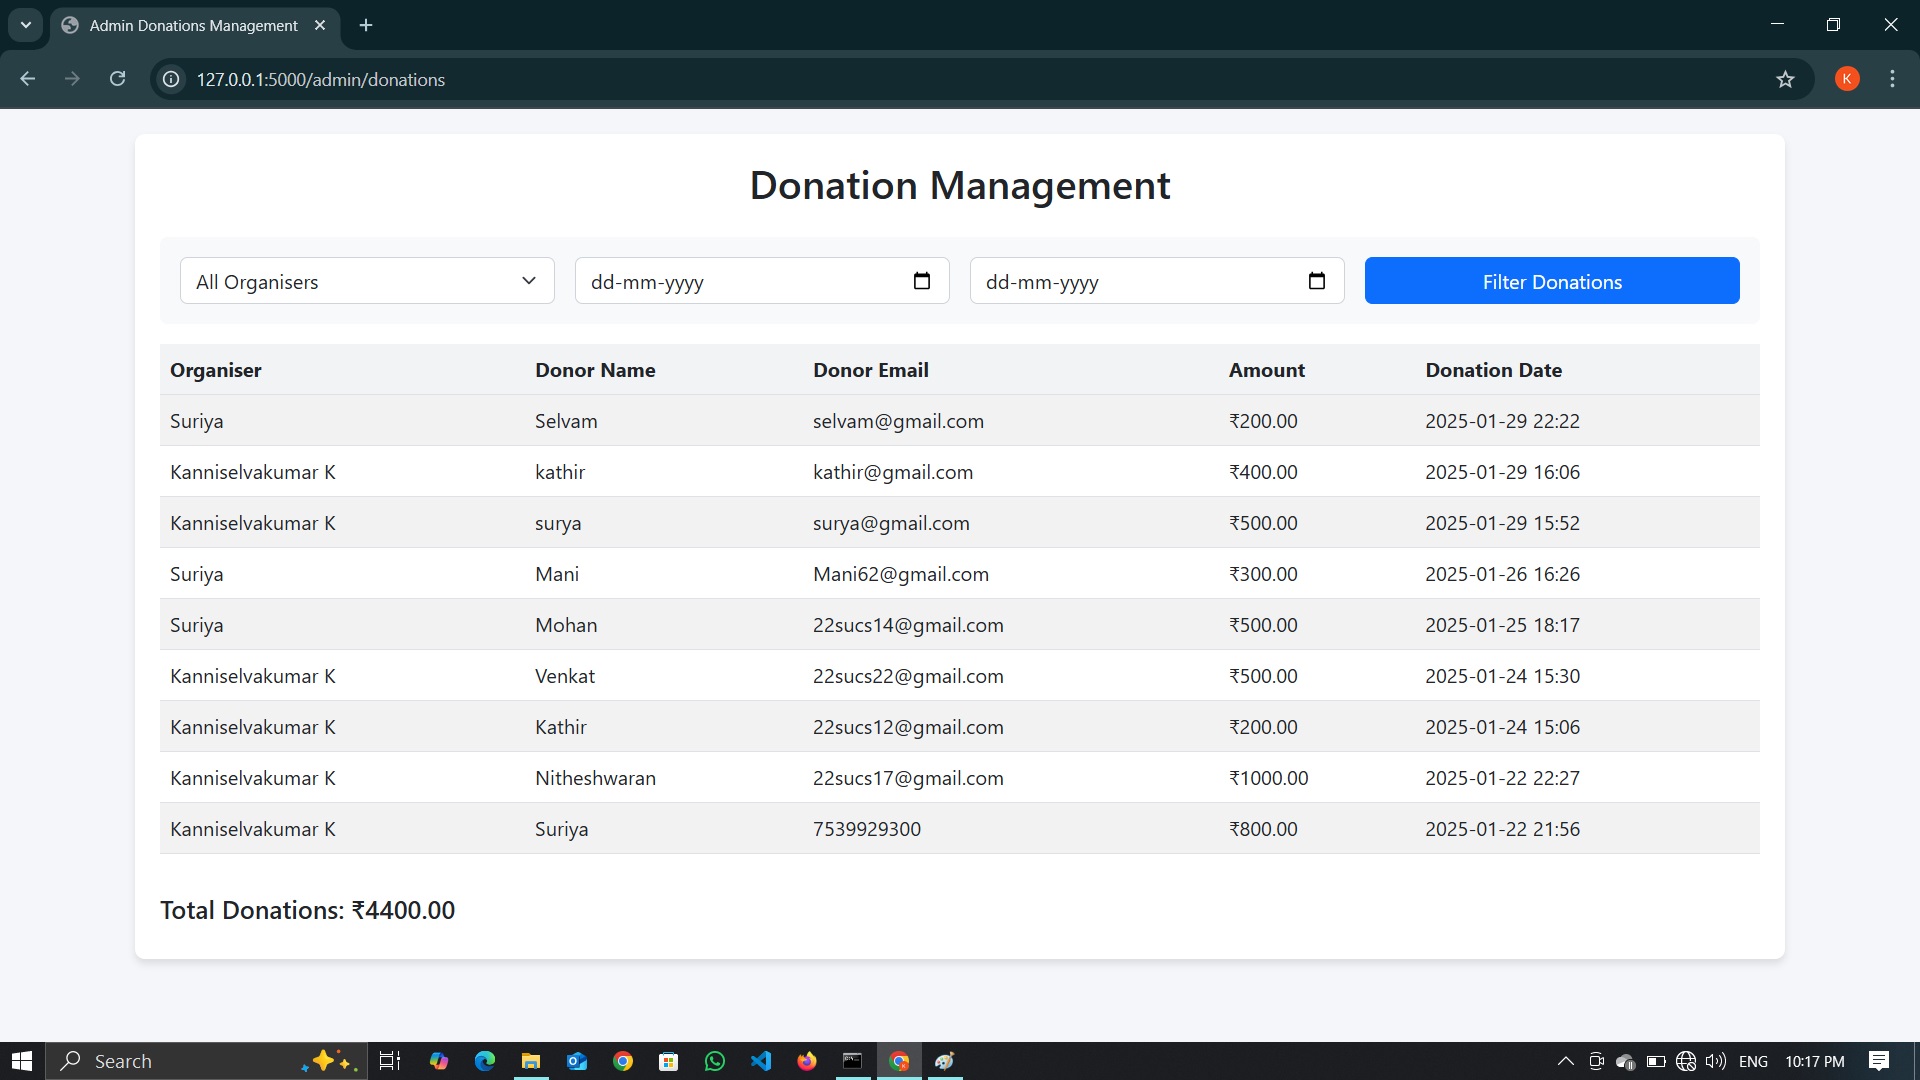 Admin Donations Management
127.0.0.1:5000/admin/donations
K
Donation Management
All Organisers dd-mm-yyyy dd-mm-yyyy Filter Donations
Organiser Donor Name Donor Email Amount Donation Date
Suriya Selvam selvam@gmail.com ₹200.00 2025-01-29 22:22
Kanniselvakumar K kathir kathir@gmail.com ₹400.00 2025-01-29 16:06
Kanniselvakumar K surya surya@gmail.com ₹500.00 2025-01-29 15:52
Suriya Mani Mani62@gmail.com ₹300.00 2025-01-26 16:26
Suriya Mohan 22sucs14@gmail.com ₹500.00 2025-01-25 18:17
Kanniselvakumar K Venkat 22sucs22@gmail.com ₹500.00 2025-01-24 15:30
Kanniselvakumar K Kathir 22sucs12@gmail.com ₹200.00 2025-01-24 15:06
Kanniselvakumar K Nitheshwaran 22sucs17@gmail.com ₹1000.00 2025-01-22 22:27
Kanniselvakumar K Suriya 7539929300 ₹800.00 2025-01-22 21:56
Total Donations: ₹4400.00
Search ENG 10:17 PM